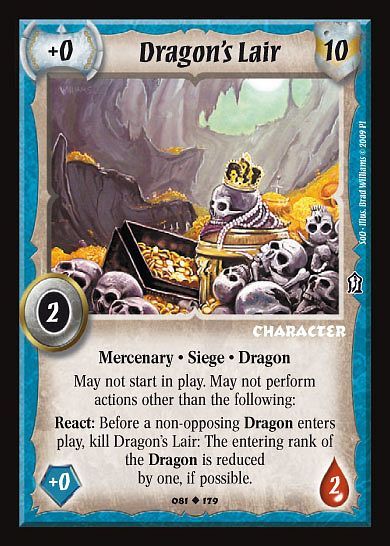 +0
Dragon's Lair
10
WILLIAMS
SoO - Illus. Brad Williams © 2009 PI
2
CHARACTER
Mercenary • Siege • Dragon
May not start in play. May not perform
actions other than the following:
React: Before a non-opposing Dragon enters
play, kill Dragon's Lair: The entering rank of
the Dragon is reduced
by one, if possible.
+0
081 ◆ 179
2